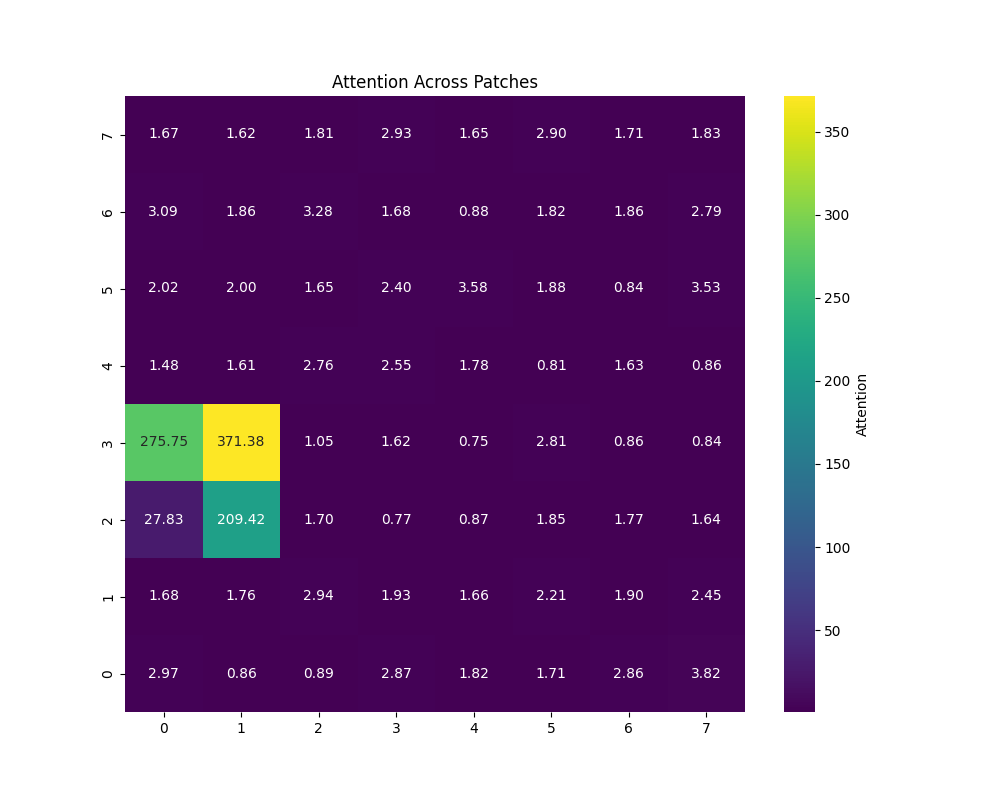 Attention Across Patches
7 1.67 1.62 1.81 2.93 1.65 2.90 1.71 1.83
6 3.09 1.86 3.28 1.68 0.88 1.82 1.86 2.79
5 2.02 2.00 1.65 2.40 3.58 1.88 0.84 3.53
4 1.48 1.61 2.76 2.55 1.78 0.81 1.63 0.86
3 275.75 371.38 1.05 1.62 0.75 2.81 0.86 0.84
2 27.83 209.42 1.70 0.77 0.87 1.85 1.77 1.64
1 1.68 1.76 2.94 1.93 1.66 2.21 1.90 2.45
0 2.97 0.86 0.89 2.87 1.82 1.71 2.86 3.82
0 1 2 3 4 5 6 7
350
300
250
200
150
100
50
Attention